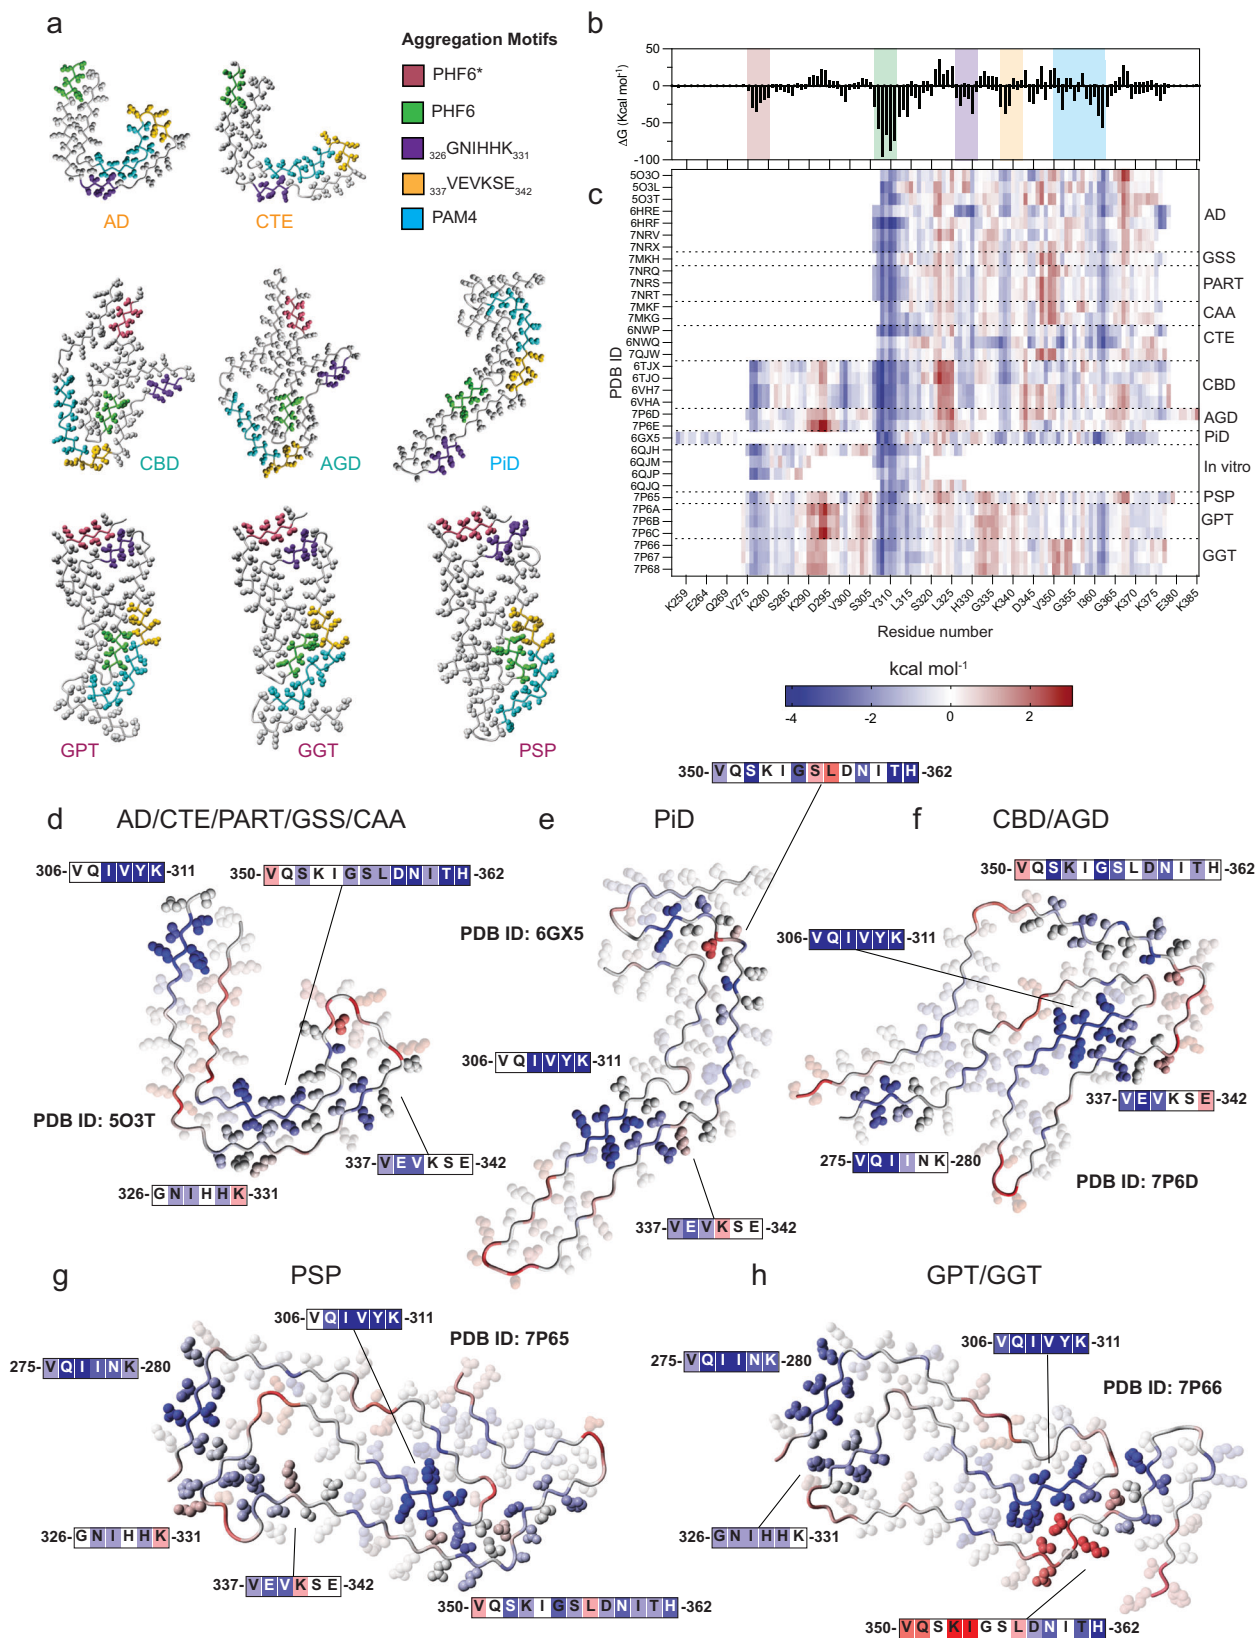 a
Aggregation Motifs
PHF6*
PHF6
326GNIHHK331
337VEVKSE342
PAM4
AD
CTE
CBD
AGD
PiD
GPT
GGT
PSP
b
50
0
-50
-100
ΔG (Kcal mol-1)
c
PDB ID
5O3O
5O3L
5O3T
6HRE
6HRF
7NRV
7NRX
7MKH
7NRQ
7NRS
7NRT
7MKF
7MKG
6NWP
6NWQ
7QJW
6TJX
6TJO
6VH7
6VHA
7P6D
7P6E
6GX5
6QJH
6QJM
6QJP
6QJQ
7P65
7P6A
7P6B
7P6C
7P66
7P67
7P68
AD
GSS
PART
CAA
CTE
CBD
AGD
PiD
In vitro
PSP
GPT
GGT
K259 E264 Q269 V275 K280 S285 K290 D295 V300 S305 Y310 L315 S320 L325 H330 G335 K340 D345 V350 G355 I360 G365 K370 K375 E380 K385
Residue number
kcal mol-1
-4 -2 0 2
d
AD/CTE/PART/GSS/CAA
306-VQIVYK-311
350-VQSKIGSLDNITH-362
PDB ID: 5O3T
337-VEVKSE-342
326-GNIHHK-331
e
PiD
350-VQSKIGSLDNITH-362
PDB ID: 6GX5
306-VQIVYK-311
337-VEVKSE-342
f
CBD/AGD
350-VQSKIGSLDNITH-362
306-VQIVYK-311
337-VEVKSE-342
275-VQIINK-280
PDB ID: 7P6D
g
PSP
306-VQIVYK-311
PDB ID: 7P65
275-VQIINK-280
326-GNIHHK-331
337-VEVKSE-342
350-VQSKIGSLDNITH-362
h
GPT/GGT
306-VQIVYK-311
275-VQIINK-280
PDB ID: 7P66
326-GNIHHK-331
350-VQSKIGSLDNITH-362